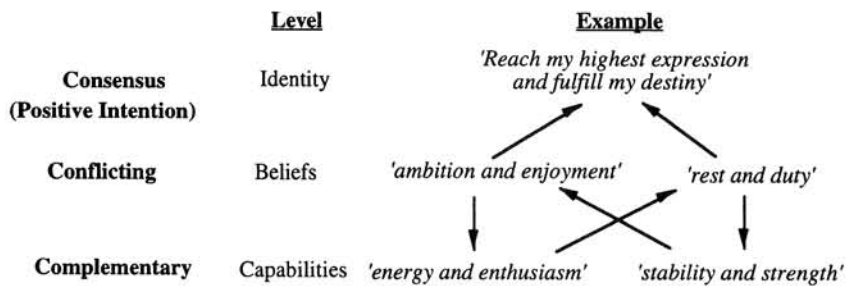 Level Example
'Reach my highest expression
Consensus Identity and fulfill my destiny'
(Positive Intention)
Conflicting Beliefs 'ambition and enjoyment' 'rest and duty'
Complementary Capabilities 'energy and enthusiasm' 'stability and strength'